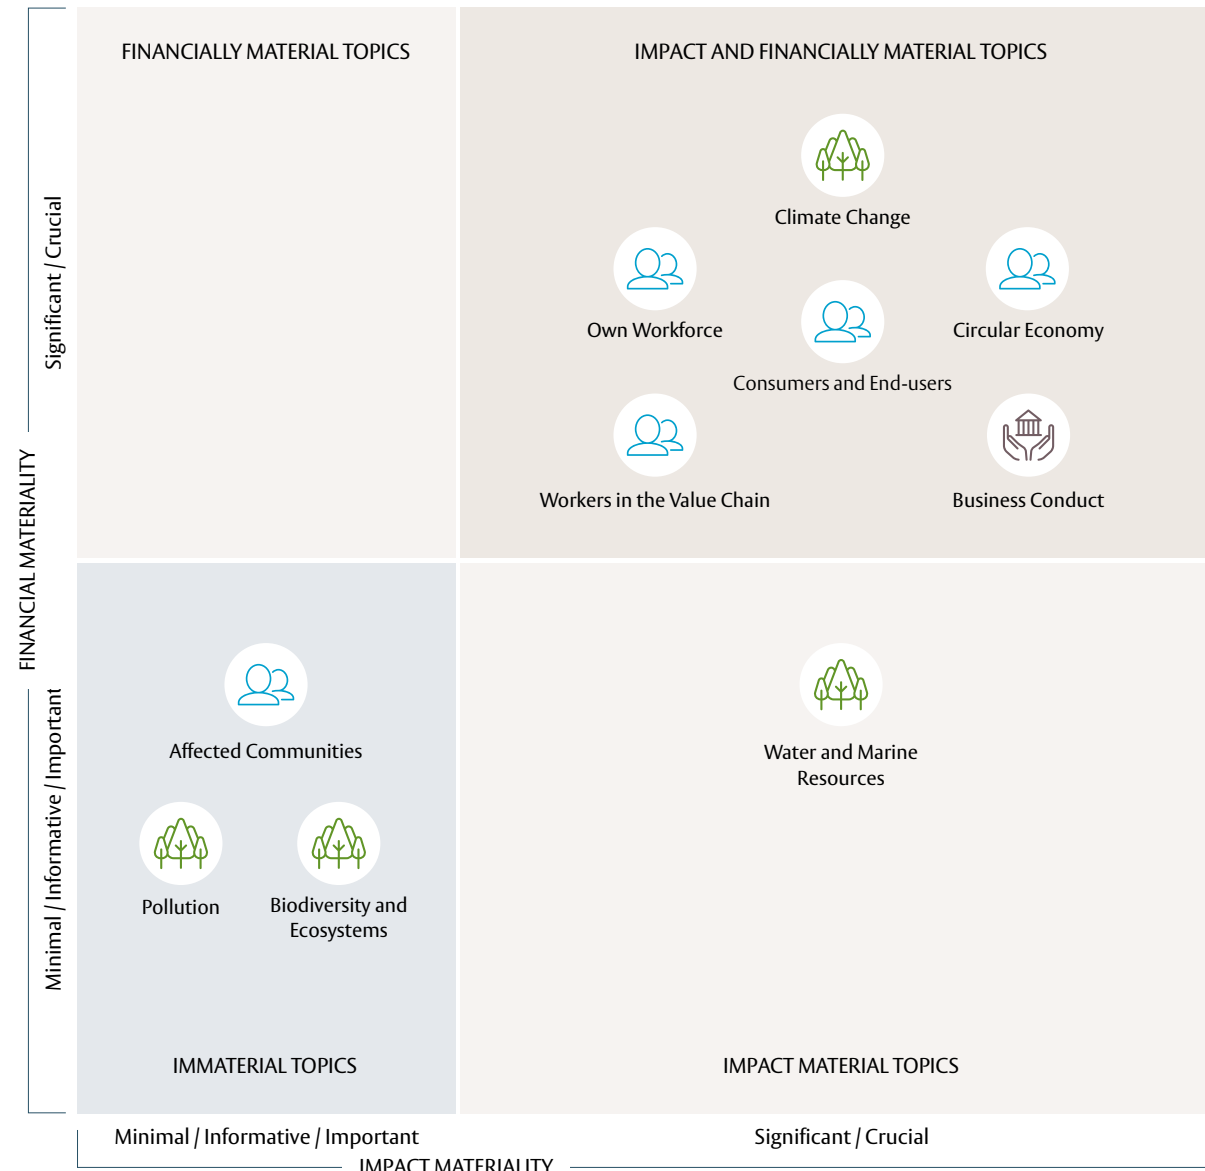 FINANCIALLY MATERIAL TOPICS
IMPACT AND FINANCIALLY MATERIAL TOPICS
Climate Change
Own Workforce
Circular Economy
Consumers and End-users
Workers in the Value Chain
Business Conduct
Significant / Crucial
FINANCIAL MATERIALITY
Minimal / Informative / Important
Affected Communities
Pollution
Biodiversity and
Ecosystems
IMMATERIAL TOPICS
Water and Marine
Resources
IMPACT MATERIAL TOPICS
Minimal / Informative / Important
Significant / Crucial
IMPACT MATERIALITY